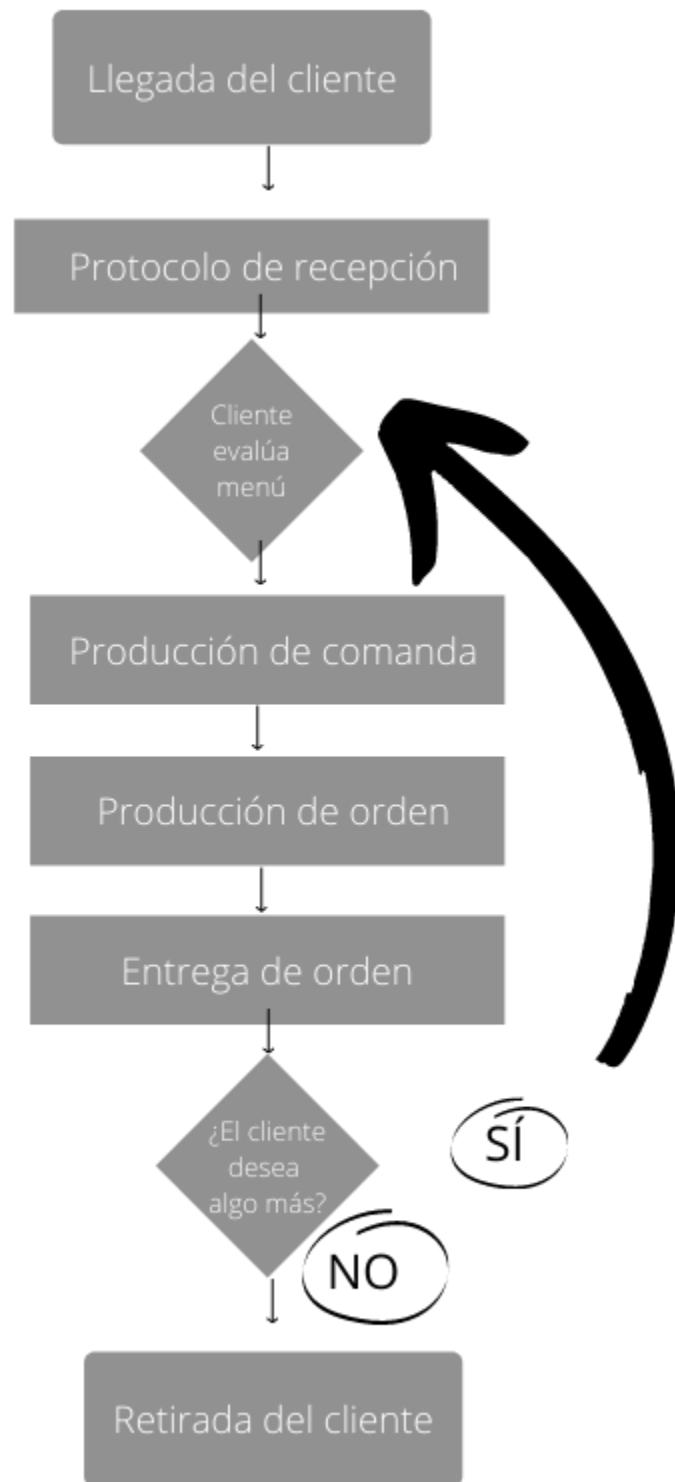 Llegada del cliente
Protocolo de recepción
Cliente
evalúa
menú
Producción de comanda
Producción de orden
Entrega de orden
¿El cliente
desea
algo más?
SÍ
NO
Retirada del cliente